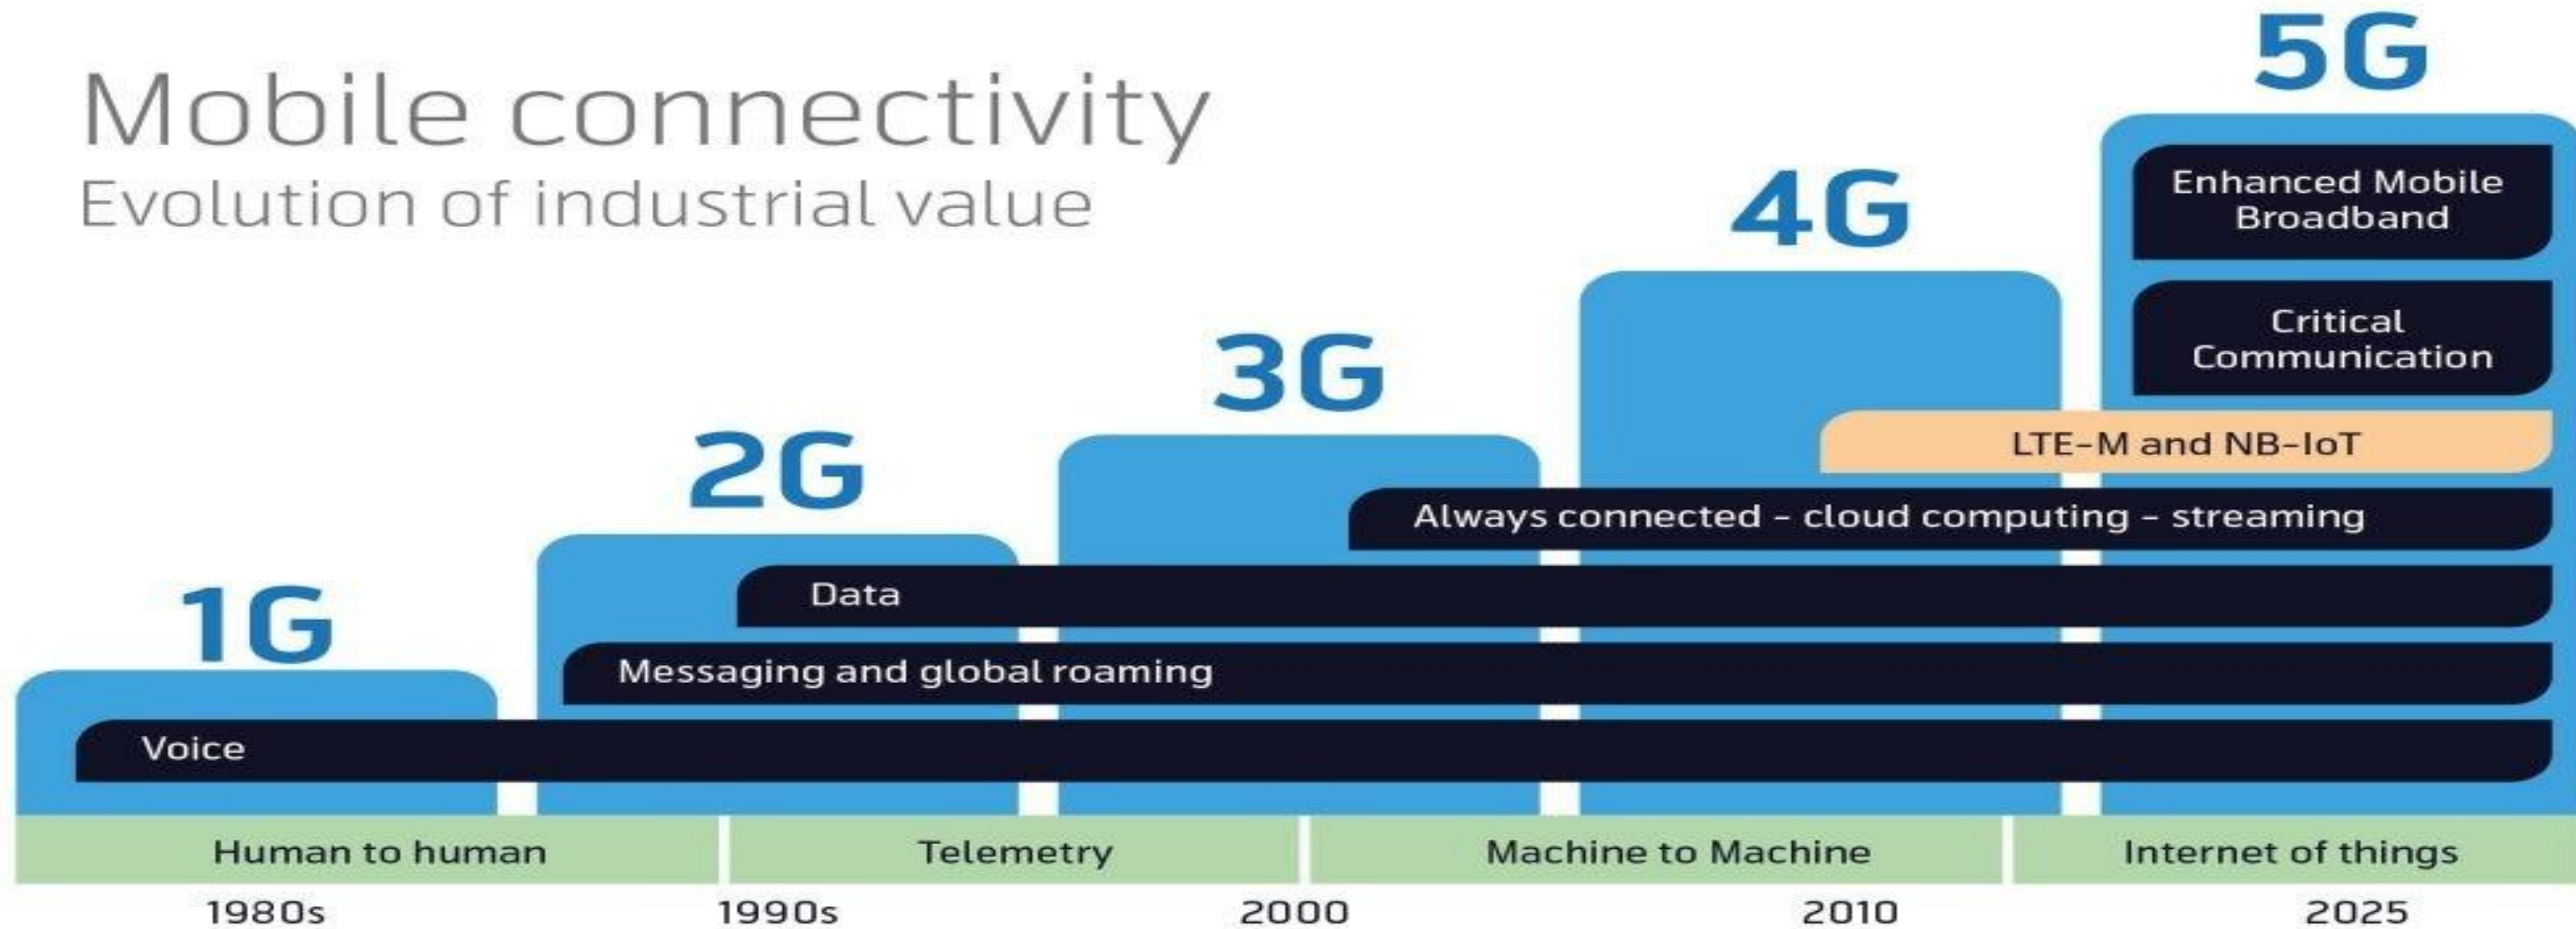 Mobile connectivity
Evolution of industrial value
1G
2G
3G
4G
5G
Enhanced Mobile
Broadband
Critical
Communication
LTE-M and NB-IoT
Always connected - cloud computing - streaming
Data
Messaging and global roaming
Voice
Human to human
Telemetry
Machine to Machine
Internet of things
1980s
1990s
2000
2010
2025